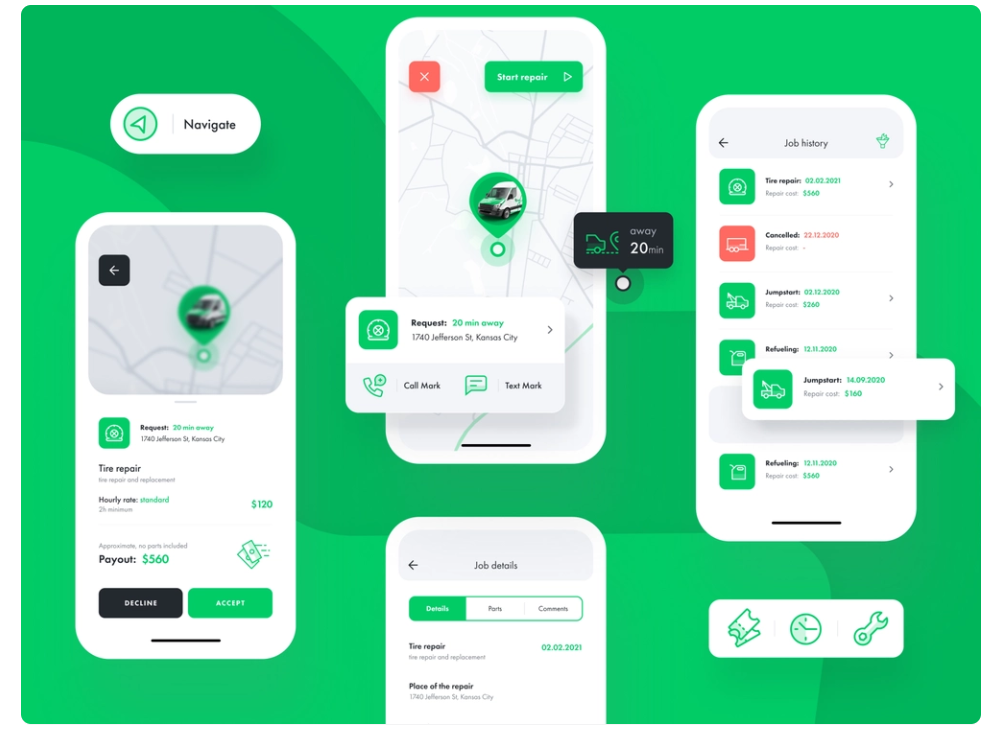 Navigate
Request: 20 min away
1740 Jefferson St, Kansas City
Tire repair
tire repair and replacement
Hourly rate: standard
2h minimum
$120
Approximate, no parts included
Payout: $560
DECLINE
ACCEPT
Start repair
away
20min
Request: 20 min away
1740 Jefferson St, Kansas City
Call Mark
Text Mark
Job details
Details
Parts
Comments
Tire repair
02.02.2021
tire repair and replacement
Place of the repair
1740 Jefferson St, Kansas City
Job history
Tire repair: 02.02.2021
Repair cost: $560
Cancelled: 22.12.2020
Repair cost: -
Jumpstart: 02.12.2020
Repair cost: $260
Refueling: 12.11.2020
Jumpstart: 14.09.2020
Repair cost: $160
Refueling: 12.11.2020
Repair cost: $560